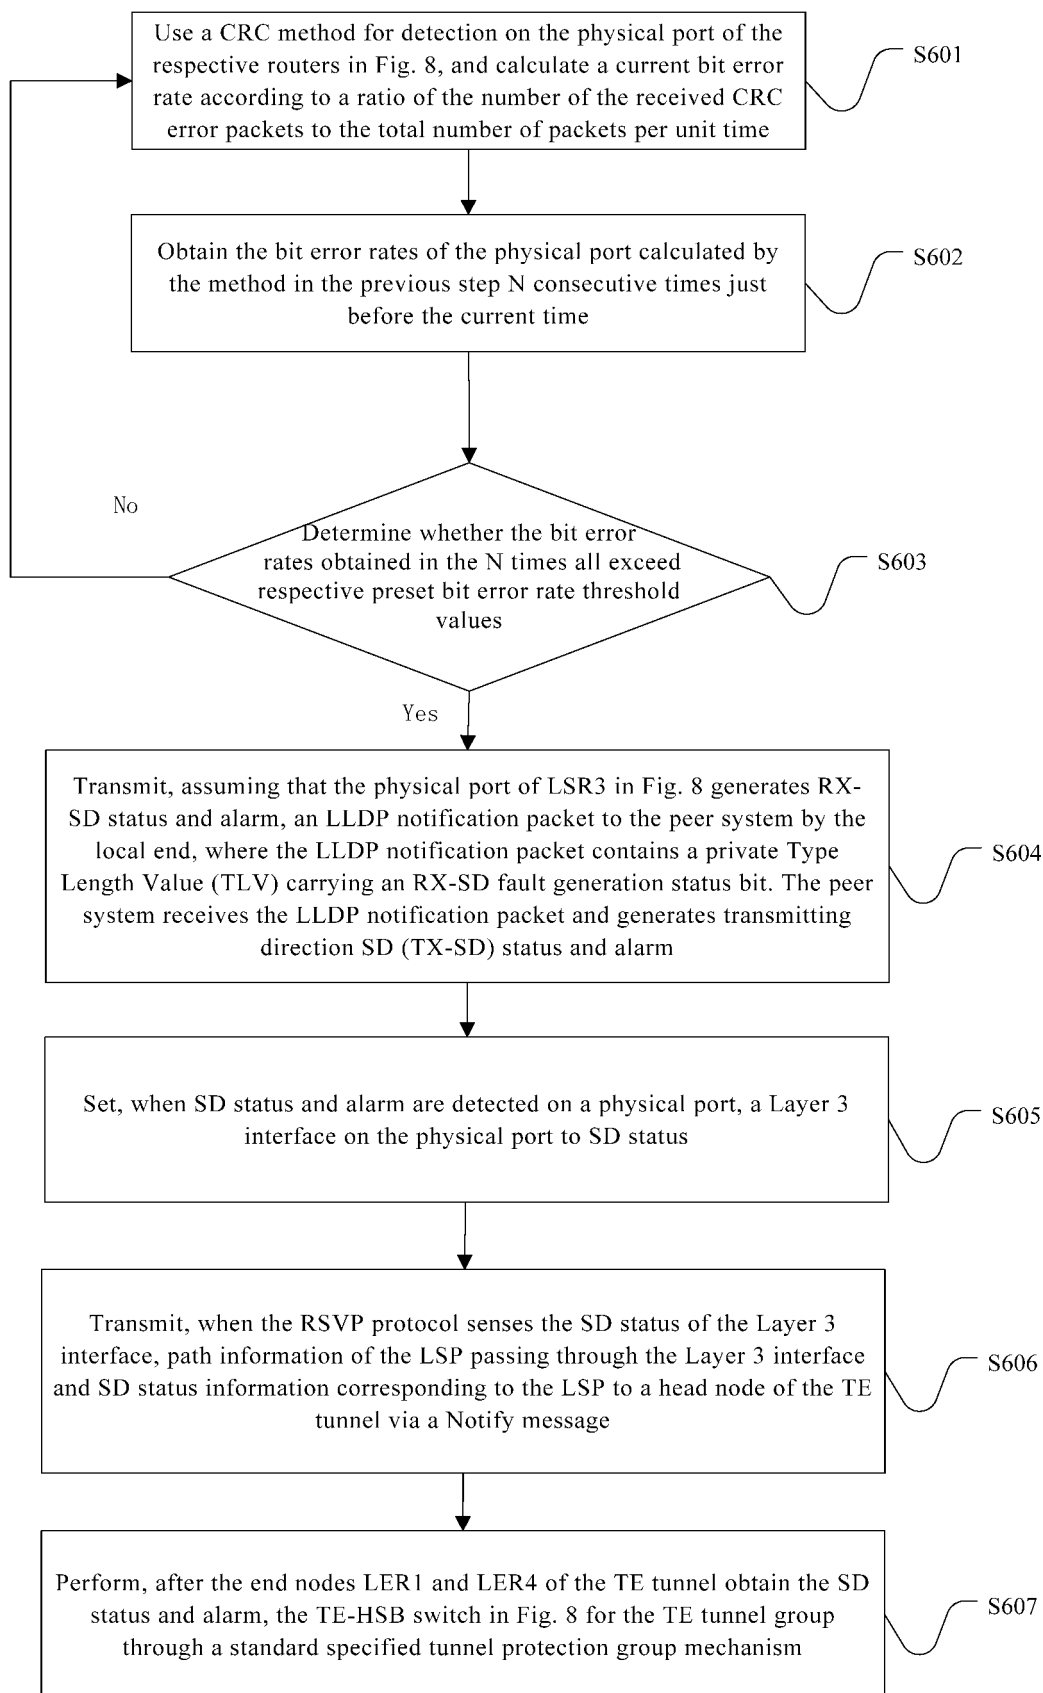 Use a CRC method for detection on the physical port of the
respective routers in Fig. 8, and calculate a current bit error
rate according to a ratio of the number of the received CRC
error packets to the total number of packets per unit time
S601
Obtain the bit error rates of the physical port calculated by
the method in the previous step N consecutive times just
before the current time
S602
No
Determine whether the bit error
rates obtained in the N times all exceed
respective preset bit error rate threshold
values
S603
Yes
Transmit, assuming that the physical port of LSR3 in Fig. 8 generates RX-
SD status and alarm, an LLDP notification packet to the peer system by the
local end, where the LLDP notification packet contains a private Type
Length Value (TLV) carrying an RX-SD fault generation status bit. The peer
system receives the LLDP notification packet and generates transmitting
direction SD (TX-SD) status and alarm
S604
Set, when SD status and alarm are detected on a physical port, a Layer 3
interface on the physical port to SD status
S605
Transmit, when the RSVP protocol senses the SD status of the Layer 3
interface, path information of the LSP passing through the Layer 3 interface
and SD status information corresponding to the LSP to a head node of the TE
tunnel via a Notify message
S606
Perform, after the end nodes LER1 and LER4 of the TE tunnel obtain the SD
status and alarm, the TE-HSB switch in Fig. 8 for the TE tunnel group
through a standard specified tunnel protection group mechanism
S607